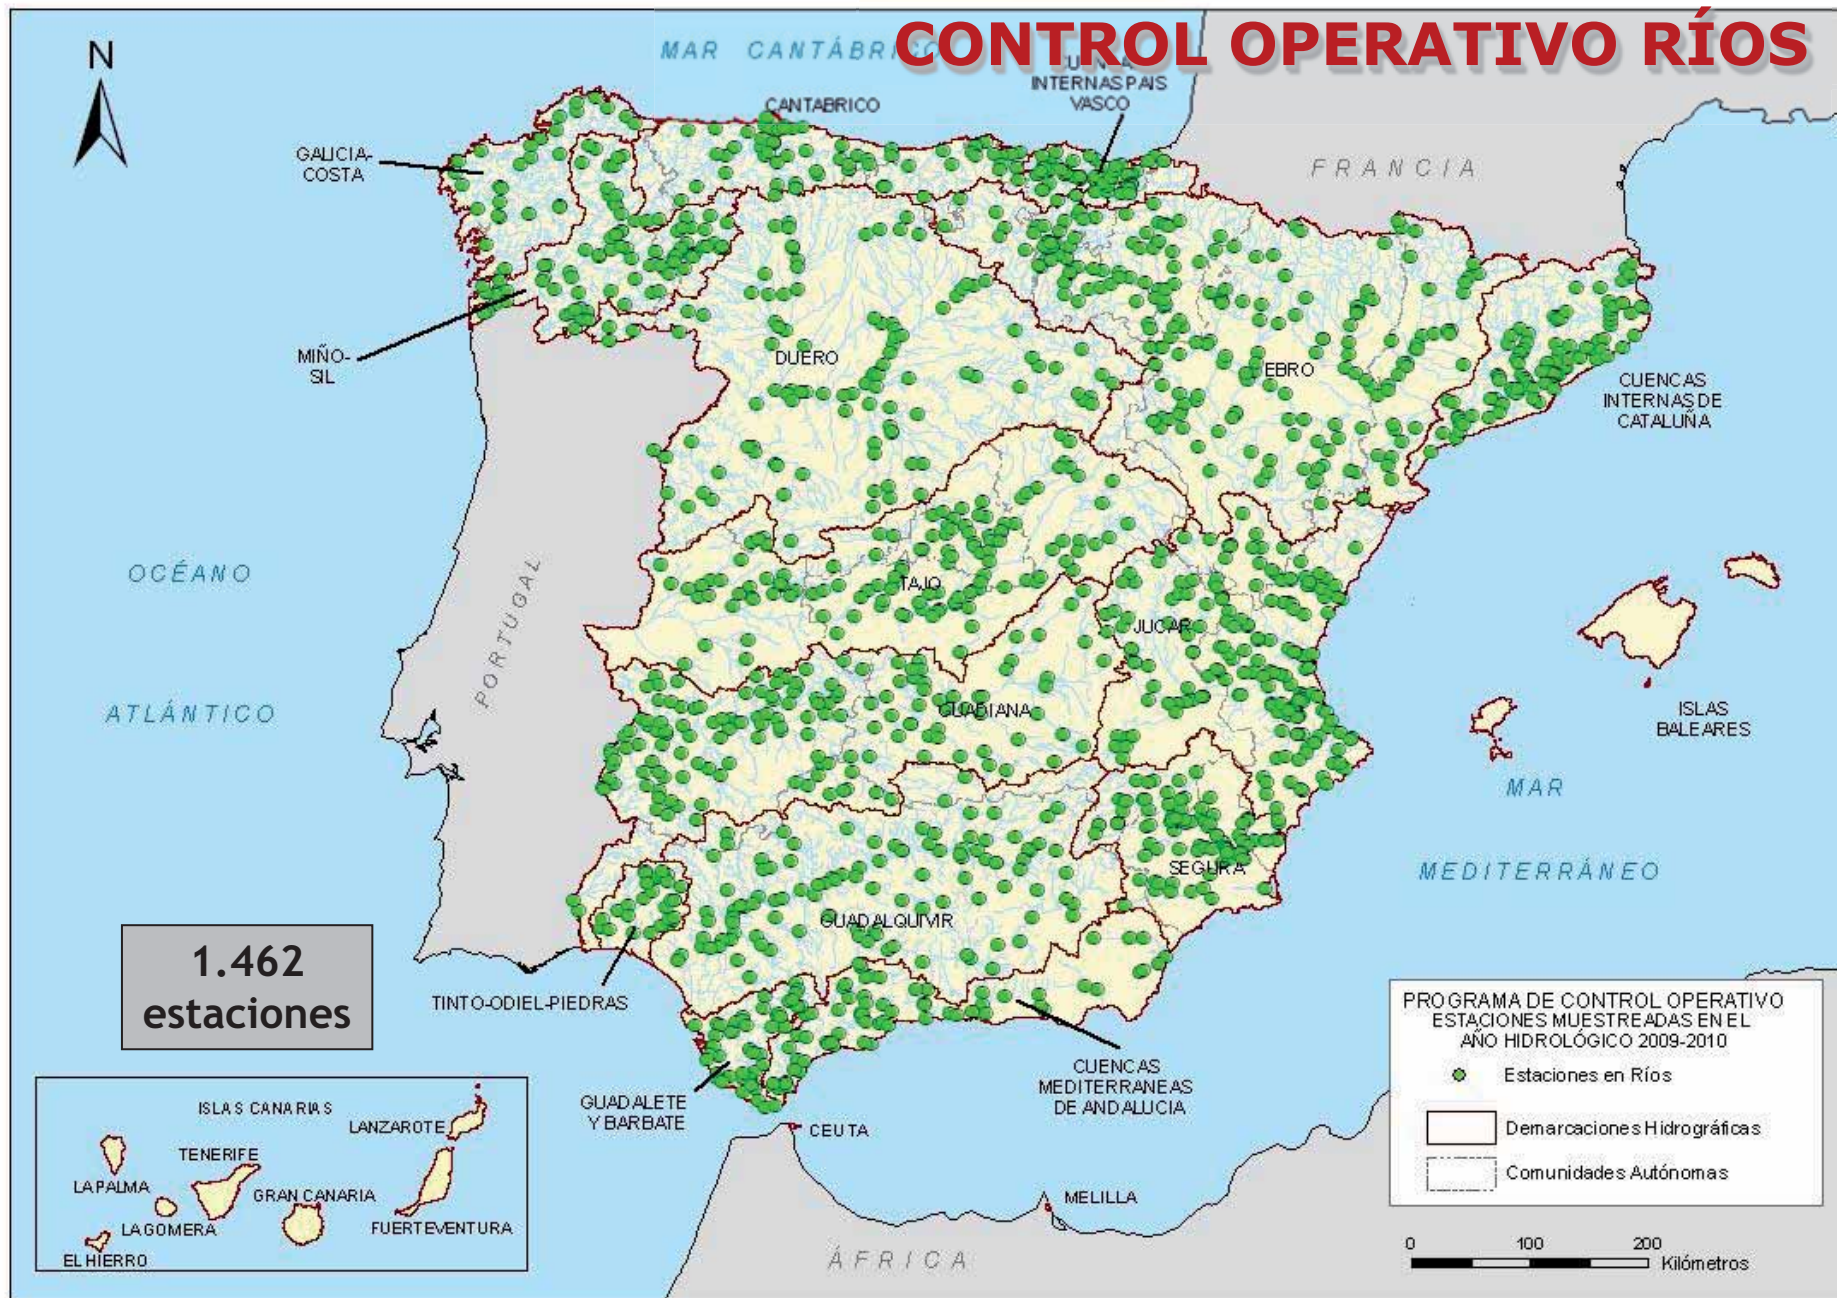 CONTROL OPERATIVO RÍOS
N
MAR CANTÁBRICO
CUENCAS
INTERNAS PAIS
VASCO
CANTABRICO
GALICIA-
COSTA
FRANCIA
MIÑO-
SIL
DUERO
EBRO
CUENCAS
INTERNAS DE
CATALUÑA
OCÉANO
ATLÁNTICO
PORTUGAL
TAJO
JUCAR
GUADIANA
ISLAS
BALEARES
MAR
MEDITERRÁNEO
SEGURA
GUADALQUIVIR
1.462
estaciones
TINTO-ODIEL-PIEDRAS
GUADALETE
Y BARBATE
CUENCAS
MEDITERRANEAS
DE ANDALUCIA
CEUTA
MELILLA
ÁFRICA
ISLAS CANARIAS
LANZAROTE
TENERIFE
LA PALMA
GRAN CANARIA
LA GOMERA
FUERTEVENTURA
EL HIERRO
PROGRAMA DE CONTROL OPERATIVO
ESTACIONES MUESTREADAS EN EL
AÑO HIDROLÓGICO 2009-2010
Estaciones en Ríos
Demarcaciones Hidrográficas
Comunidades Autónomas
0 100 200
Kilómetros